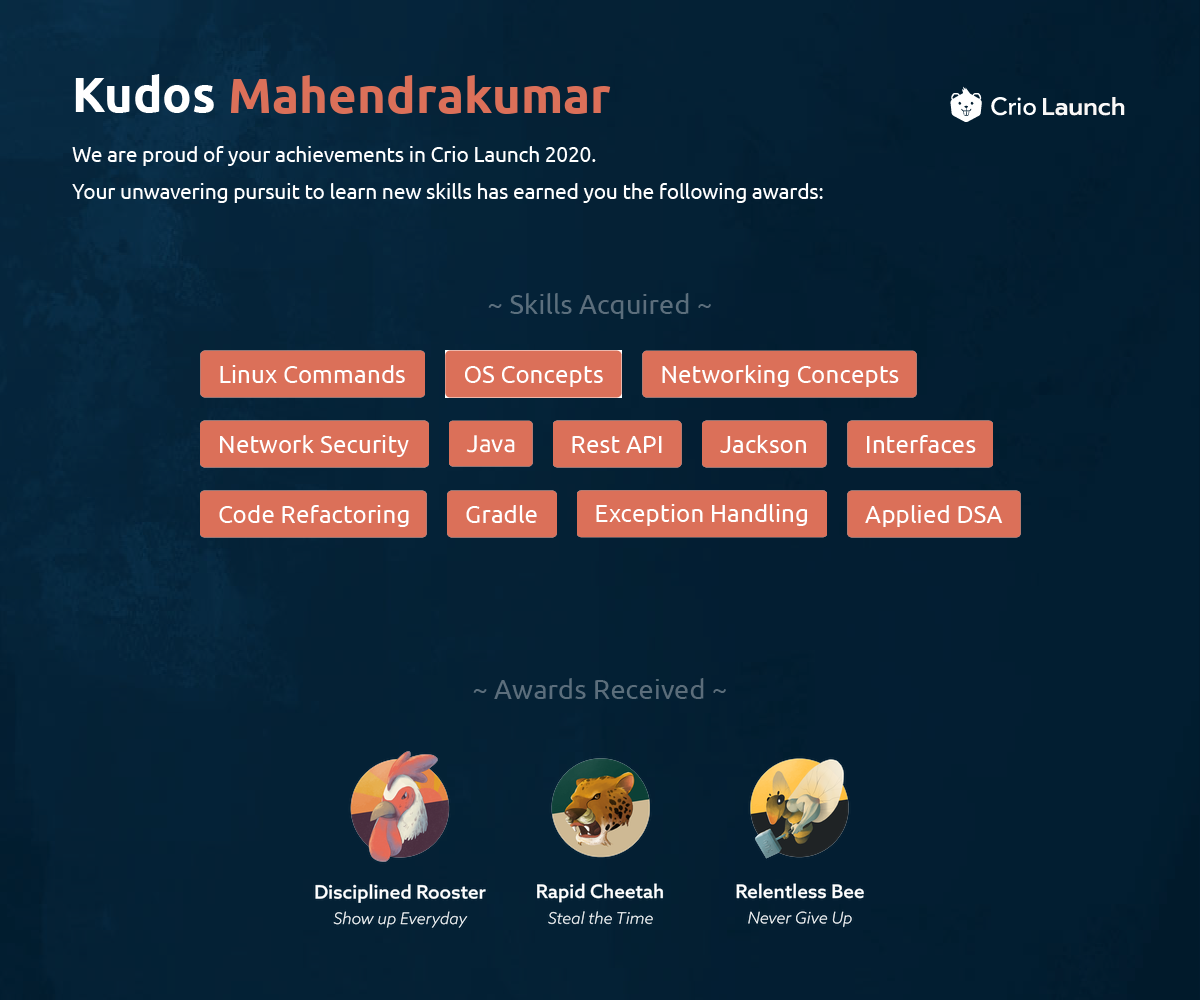 Kudos Mahendrakumar
Crio Launch
We are proud of your achievements in Crio Launch 2020.
Your unwavering pursuit to learn new skills has earned you the following awards:
~ Skills Acquired ~
Linux Commands OS Concepts Networking Concepts
Network Security Java Rest API Jackson Interfaces
Code Refactoring Gradle Exception Handling Applied DSA
~ Awards Received ~
Disciplined Rooster Rapid Cheetah Relentless Bee
Show up Everyday Steal the Time Never Give Up